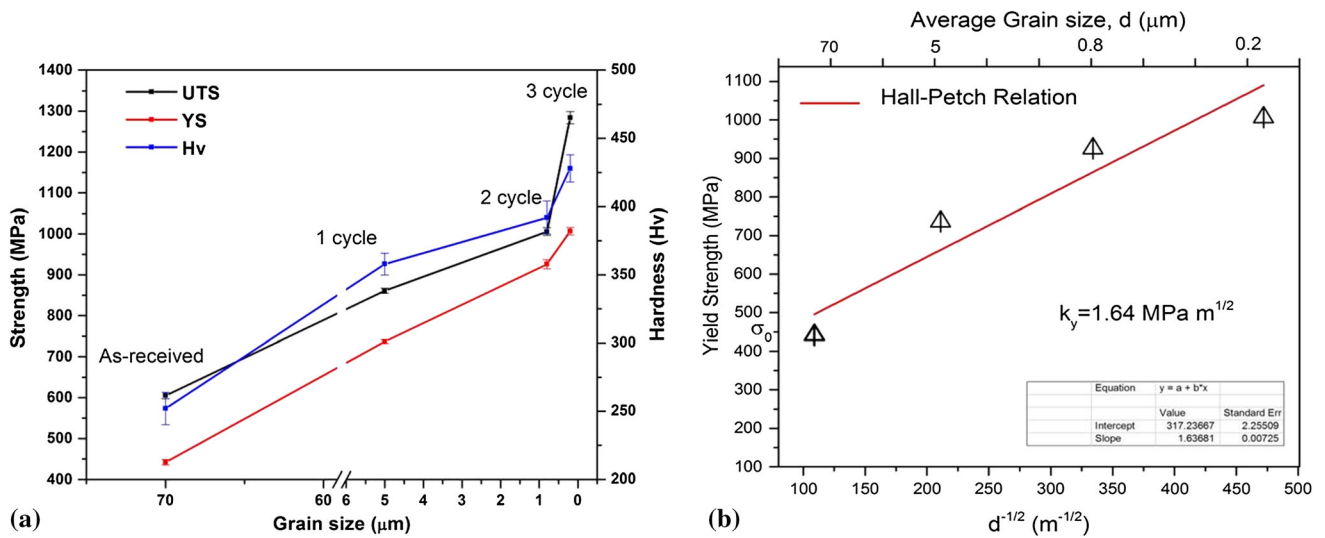 1400
1300
1200
1100
1000
900
800
700
600
500
400
Strength (MPa)
UTS
YS
Hv
As-received
1 cycle
2 cycle
3 cycle
500
450
400
350
300
250
200
Hardness (Hv)
70 60 6 5 4 3 2 1 0
Grain size (μm)
(a)
Average Grain size, d (μm)
70 5 0.8 0.2
1100
1000
900
800
700
600
500
σ0
400
300
200
100
Yield Strength (MPa)
Hall-Petch Relation
ky=1.64 MPa m1/2
Equation y = a + b*x
Value Standard Err
Intercept 317.23667 2.25509
Slope 1.63681 0.00725
100 150 200 250 300 350 400 450 500
d-1/2 (m-1/2)
(b)